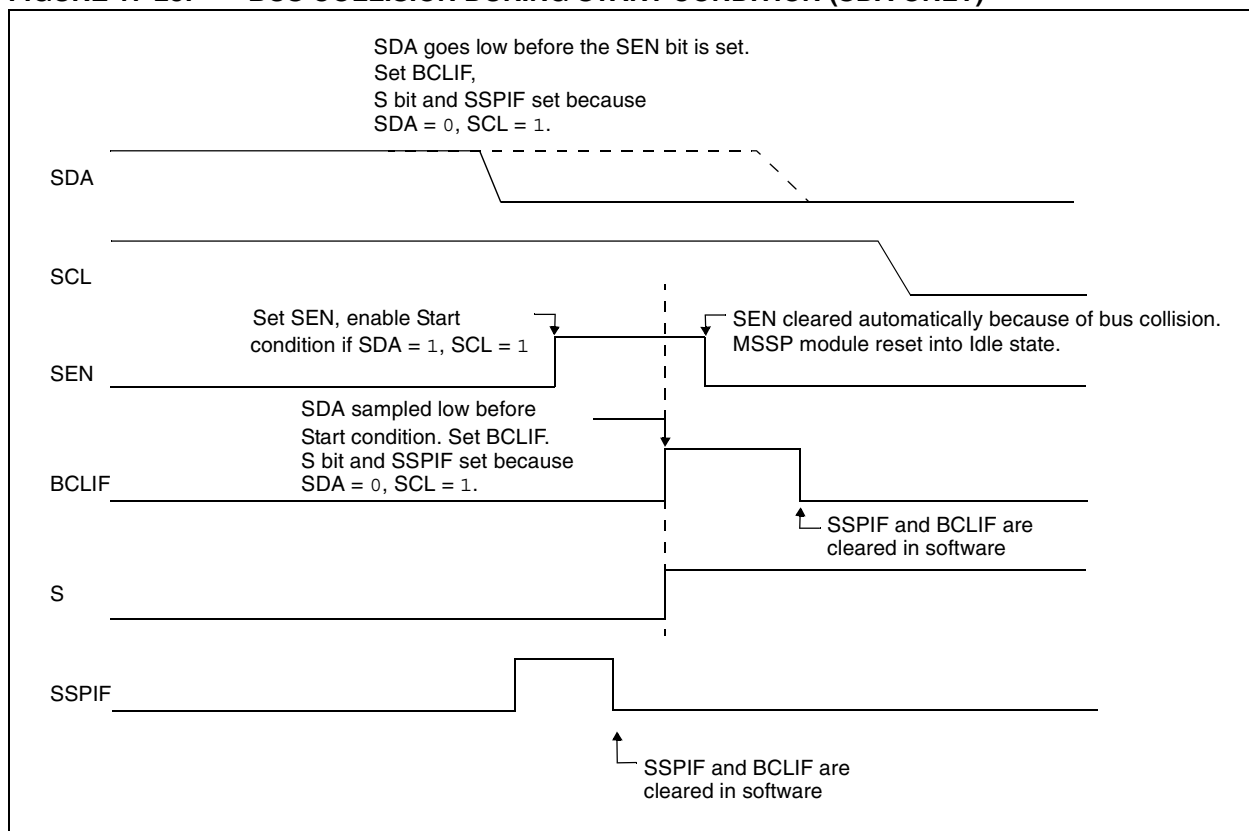 SDA goes low before the SEN bit is set.
Set BCLIF,
S bit and SSPIF set because
SDA = 0, SCL = 1.
SDA
SCL
Set SEN, enable Start
condition if SDA = 1, SCL = 1
SEN cleared automatically because of bus collision.
MSSP module reset into Idle state.
SEN
SDA sampled low before
Start condition. Set BCLIF.
S bit and SSPIF set because
SDA = 0, SCL = 1.
BCLIF
SSPIF and BCLIF are
cleared in software
S
SSPIF
SSPIF and BCLIF are
cleared in software